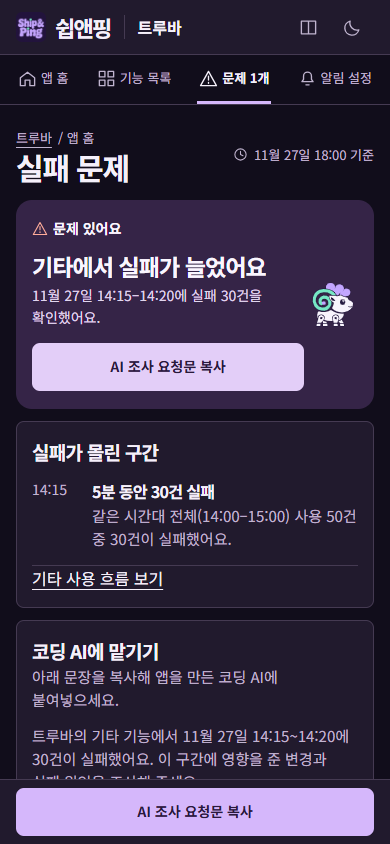 Ship&
Ping
쉽앤핑
트루바
앱 홈
기능 목록
문제 1개
알림 설정
트루바 / 앱 홈
실패 문제
11월 27일 18:00 기준
문제 있어요
기타에서 실패가 늘었어요
11월 27일 14:15–14:20에 실패 30건을
확인했어요.
AI 조사 요청문 복사
실패가 몰린 구간
14:15
5분 동안 30건 실패
같은 시간대 전체(14:00–15:00) 사용 50건
중 30건이 실패했어요.
기타 사용 흐름 보기
코딩 AI에 맡기기
아래 문장을 복사해 앱을 만든 코딩 AI에
붙여넣으세요.
트루바의 기타 기능에서 11월 27일 14:15~14:20에
30건이 실패했어요. 이 구간에 영향을 준 변경과
AI 조사 요청문 복사